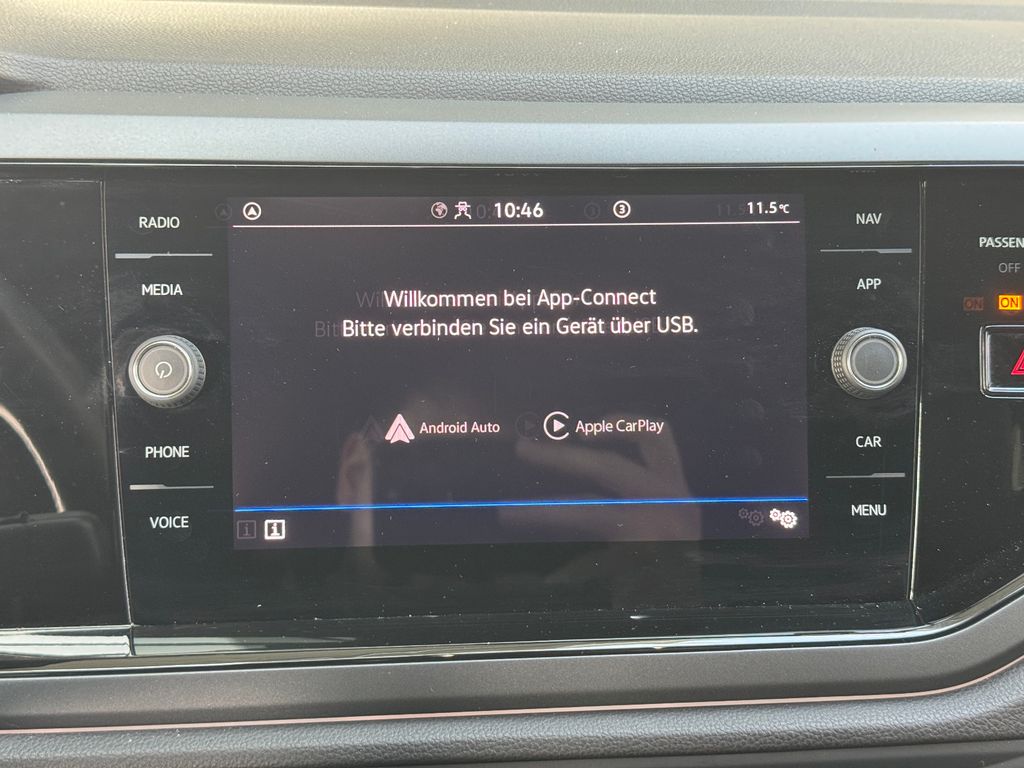 RADIO
MEDIA
PHONE
VOICE
10:46
3
11.5°C
Willkommen bei App-Connect
Bitte verbinden Sie ein Gerät über USB.
Android Auto
Apple CarPlay
i
NAV
APP
CAR
MENU
PASSEN
OFF
ON